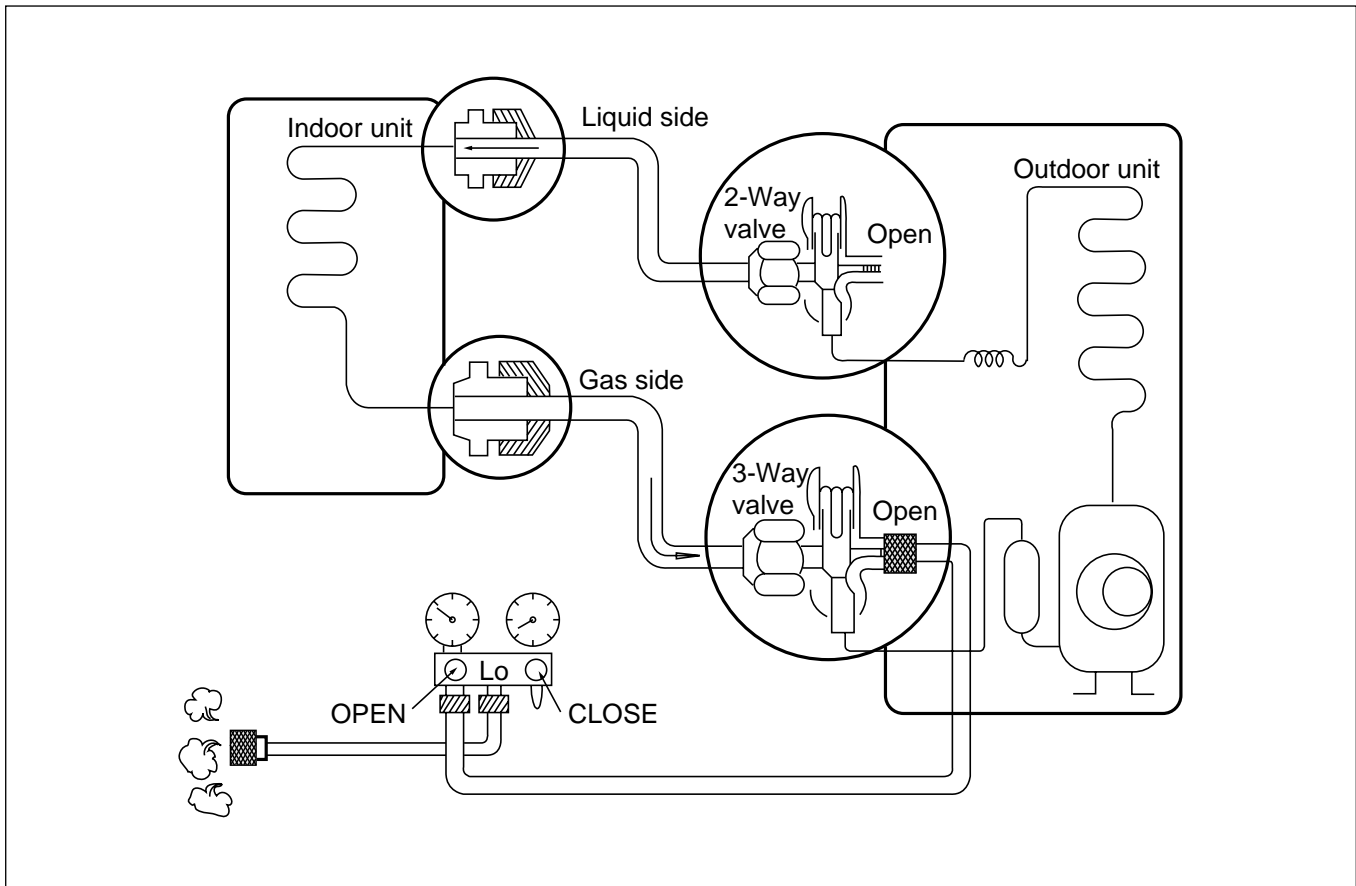 Indoor unit
Liquid side
2-Way
valve
Open
Outdoor unit
Gas side
3-Way
valve
Open
Lo
OPEN
CLOSE